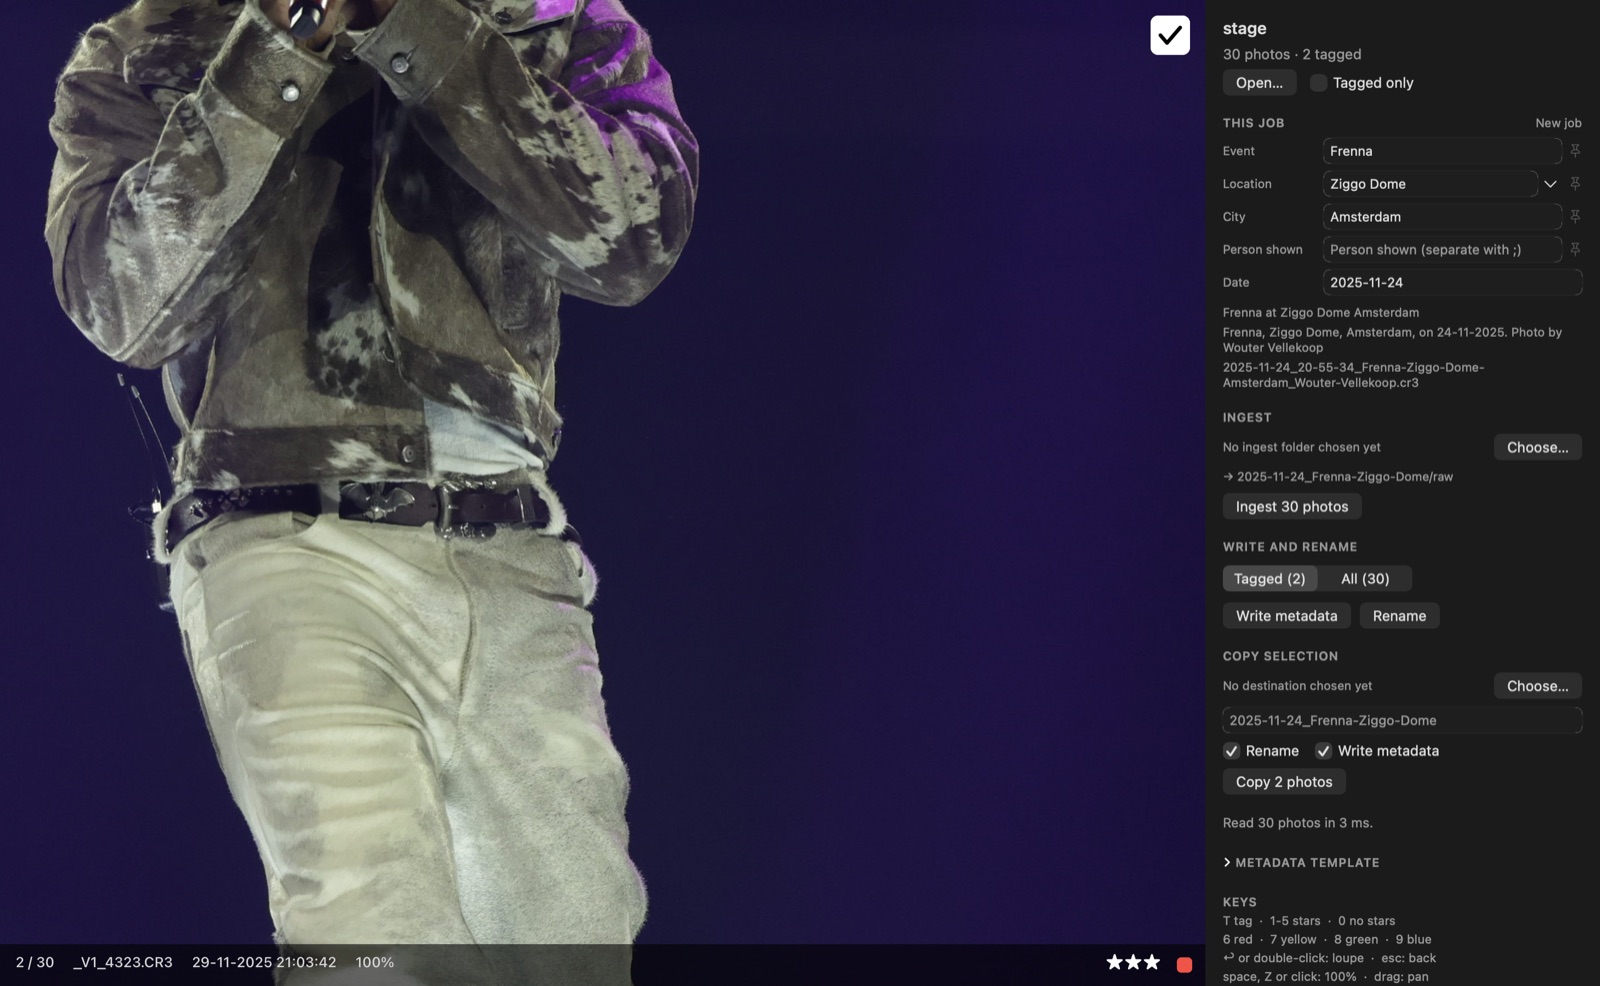 stage
30 photos · 2 tagged
Open...
Tagged only
THIS JOB
New job
Event
Frenna
Location
Ziggo Dome
City
Amsterdam
Person shown
Person shown (separate with ;)
Date
2025-11-24
Frenna at Ziggo Dome Amsterdam
Frenna, Ziggo Dome, Amsterdam, on 24-11-2025. Photo by
Wouter Vellekoop
2025-11-24_20-55-34_Frenna-Ziggo-Dome-
Amsterdam_Wouter-Vellekoop.cr3
INGEST
No ingest folder chosen yet
Choose...
→ 2025-11-24_Frenna-Ziggo-Dome/raw
Ingest 30 photos
WRITE AND RENAME
Tagged (2)
All (30)
Write metadata
Rename
COPY SELECTION
No destination chosen yet
Choose...
2025-11-24_Frenna-Ziggo-Dome
Rename
Write metadata
Copy 2 photos
Read 30 photos in 3 ms.
METADATA TEMPLATE
KEYS
T tag · 1-5 stars · 0 no stars
6 red · 7 yellow · 8 green · 9 blue
↩ or double-click: loupe · esc: back
space, Z or click: 100% · drag: pan
2 / 30
_V1_4323.CR3
29-11-2025 21:03:42
100%